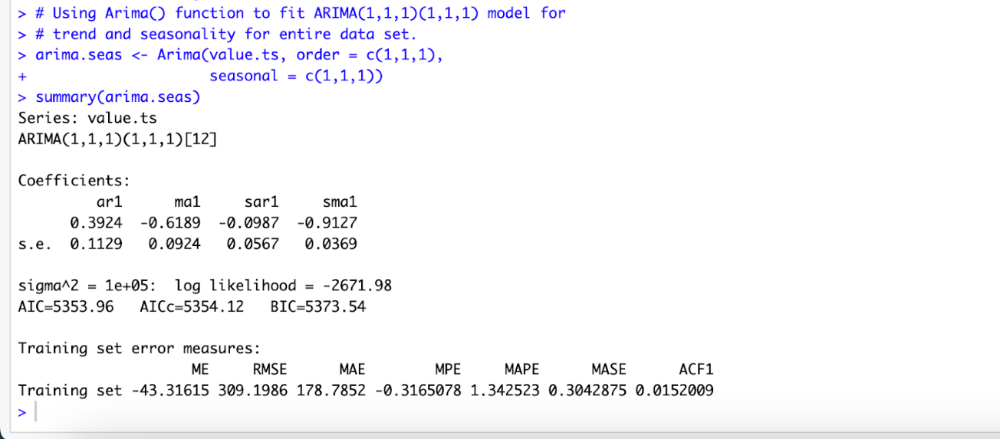 > # Using Arima() function to fit ARIMA(1,1,1)(1,1,1) model for
> # trend and seasonality for entire data set.
> arima.seas <- Arima(value.ts, order = c(1,1,1),
+                      seasonal = c(1,1,1))
> summary(arima.seas)
Series: value.ts
ARIMA(1,1,1)(1,1,1)[12]

Coefficients:
         ar1      ma1     sar1     sma1
      0.3924  -0.6189  -0.0987  -0.9127
s.e.  0.1129   0.0924   0.0567   0.0369

sigma^2 = 1e+05:  log likelihood = -2671.98
AIC=5353.96   AICc=5354.12   BIC=5373.54

Training set error measures:
                    ME     RMSE      MAE        MPE     MAPE      MASE      ACF1
Training set -43.31615 309.1986 178.7852 -0.3165078 1.342523 0.3042875 0.0152009
>